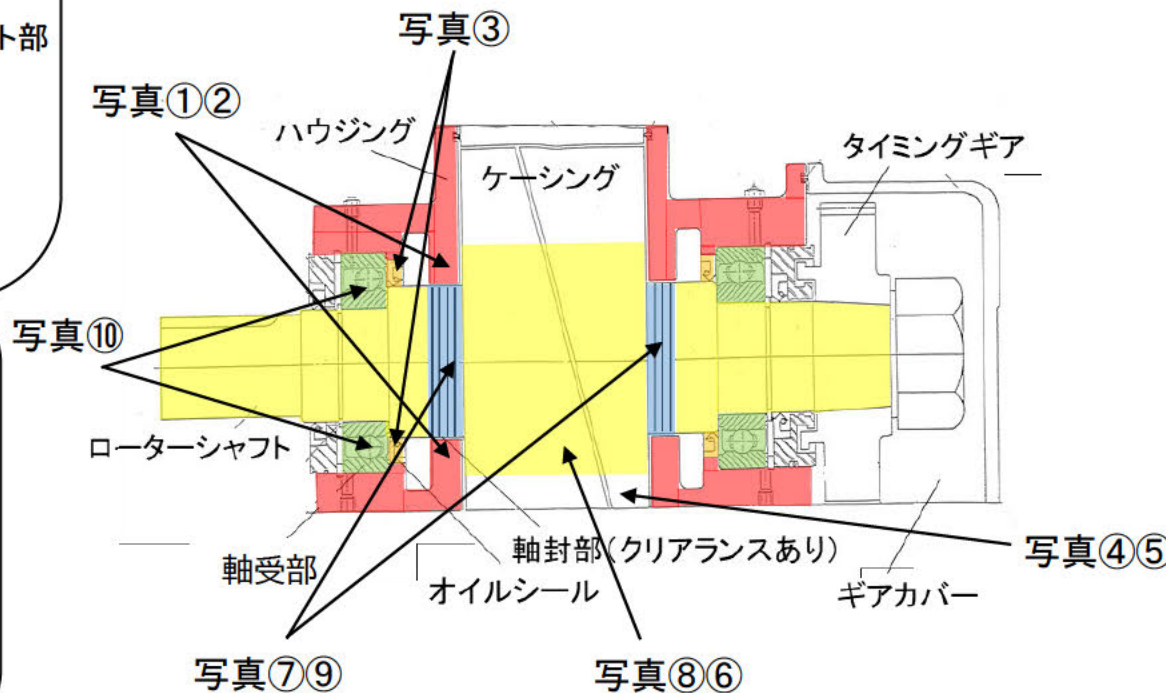 ト部
写真③
写真①②
ハウジング
タイミングギア
ケーシング
写真⑩
ローターシャフト
軸封部(クリアランスあり)
写真④⑤
軸受部
オイルシール
ギアカバー
写真⑦⑨
写真⑧⑥